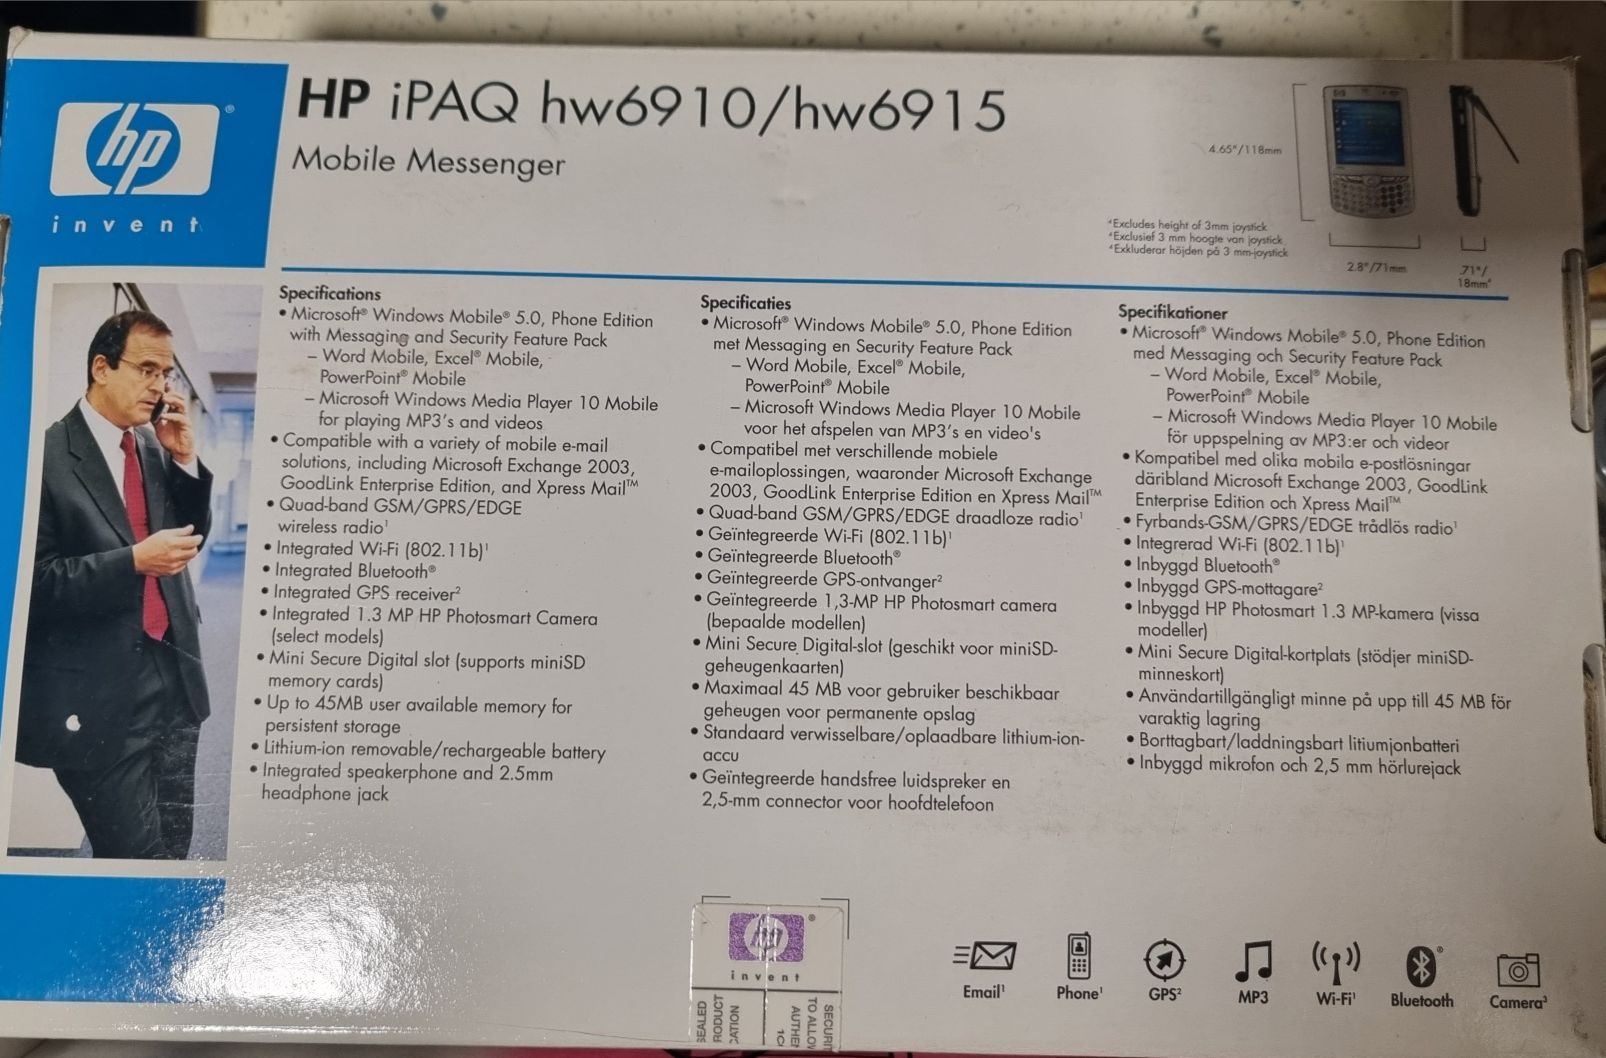 hp ®
invent
HP iPAQ hw6910/hw6915
Mobile Messenger
4.65"/118mm
⁴Excludes height of 3mm joystick
⁴Exclusief 3 mm hoogte van joystick
⁴Exkluderar höjden på 3 mm-joystick
2.8"/71mm
.71"/
18mm⁴
Specifications
• Microsoft® Windows Mobile® 5.0, Phone Edition
with Messaging and Security Feature Pack
– Word Mobile, Excel® Mobile,
PowerPoint® Mobile
– Microsoft Windows Media Player 10 Mobile
for playing MP3's and videos
• Compatible with a variety of mobile e-mail
solutions, including Microsoft Exchange 2003,
GoodLink Enterprise Edition, and Xpress Mail™
• Quad-band GSM/GPRS/EDGE
wireless radio¹
• Integrated Wi-Fi (802.11b)¹
• Integrated Bluetooth®
• Integrated GPS receiver²
• Integrated 1.3 MP HP Photosmart Camera
(select models)
• Mini Secure Digital slot (supports miniSD
memory cards)
• Up to 45MB user available memory for
persistent storage
• Lithium-ion removable/rechargeable battery
• Integrated speakerphone and 2.5mm
headphone jack
Specificaties
• Microsoft® Windows Mobile® 5.0, Phone Edition
met Messaging en Security Feature Pack
– Word Mobile, Excel® Mobile,
PowerPoint® Mobile
– Microsoft Windows Media Player 10 Mobile
voor het afspelen van MP3's en video's
• Compatibel met verschillende mobiele
e-mailoplossingen, waaronder Microsoft Exchange
2003, GoodLink Enterprise Edition en Xpress Mail™
• Quad-band GSM/GPRS/EDGE draadloze radio¹
• Geïntegreerde Wi-Fi (802.11b)¹
• Geïntegreerde Bluetooth®
• Geïntegreerde GPS-ontvanger²
• Geïntegreerde 1,3-MP HP Photosmart camera
(bepaalde modellen)
• Mini Secure Digital-slot (geschikt voor miniSD-
geheugenkaarten)
• Maximaal 45 MB voor gebruiker beschikbaar
geheugen voor permanente opslag
• Standaard verwisselbare/oplaadbare lithium-ion-
accu
• Geïntegreerde handsfree luidspreker en
2,5-mm connector voor hoofdtelefoon
Specifikationer
• Microsoft® Windows Mobile® 5.0, Phone Edition
med Messaging och Security Feature Pack
– Word Mobile, Excel® Mobile,
PowerPoint® Mobile
– Microsoft Windows Media Player 10 Mobile
för uppspelning av MP3:er och videor
• Kompatibel med olika mobila e-postlösningar
däribland Microsoft Exchange 2003, GoodLink
Enterprise Edition och Xpress Mail™
• Fyrbands-GSM/GPRS/EDGE trådlös radio¹
• Integrerad Wi-Fi (802.11b)¹
• Inbyggd Bluetooth®
• Inbyggd GPS-mottagare²
• Inbyggd HP Photosmart 1.3 MP-kamera (vissa
modeller)
• Mini Secure Digital-kortplats (stödjer miniSD-
minneskort)
• Användartillgängligt minne på upp till 45 MB för
varaktig lagring
• Borttagbart/laddningsbart litiumjonbatteri
• Inbyggd mikrofon och 2,5 mm hörlurejack
hp ®
invent
Email¹
Phone¹
GPS²
MP3
Wi-Fi¹
Bluetooth ®
Camera³